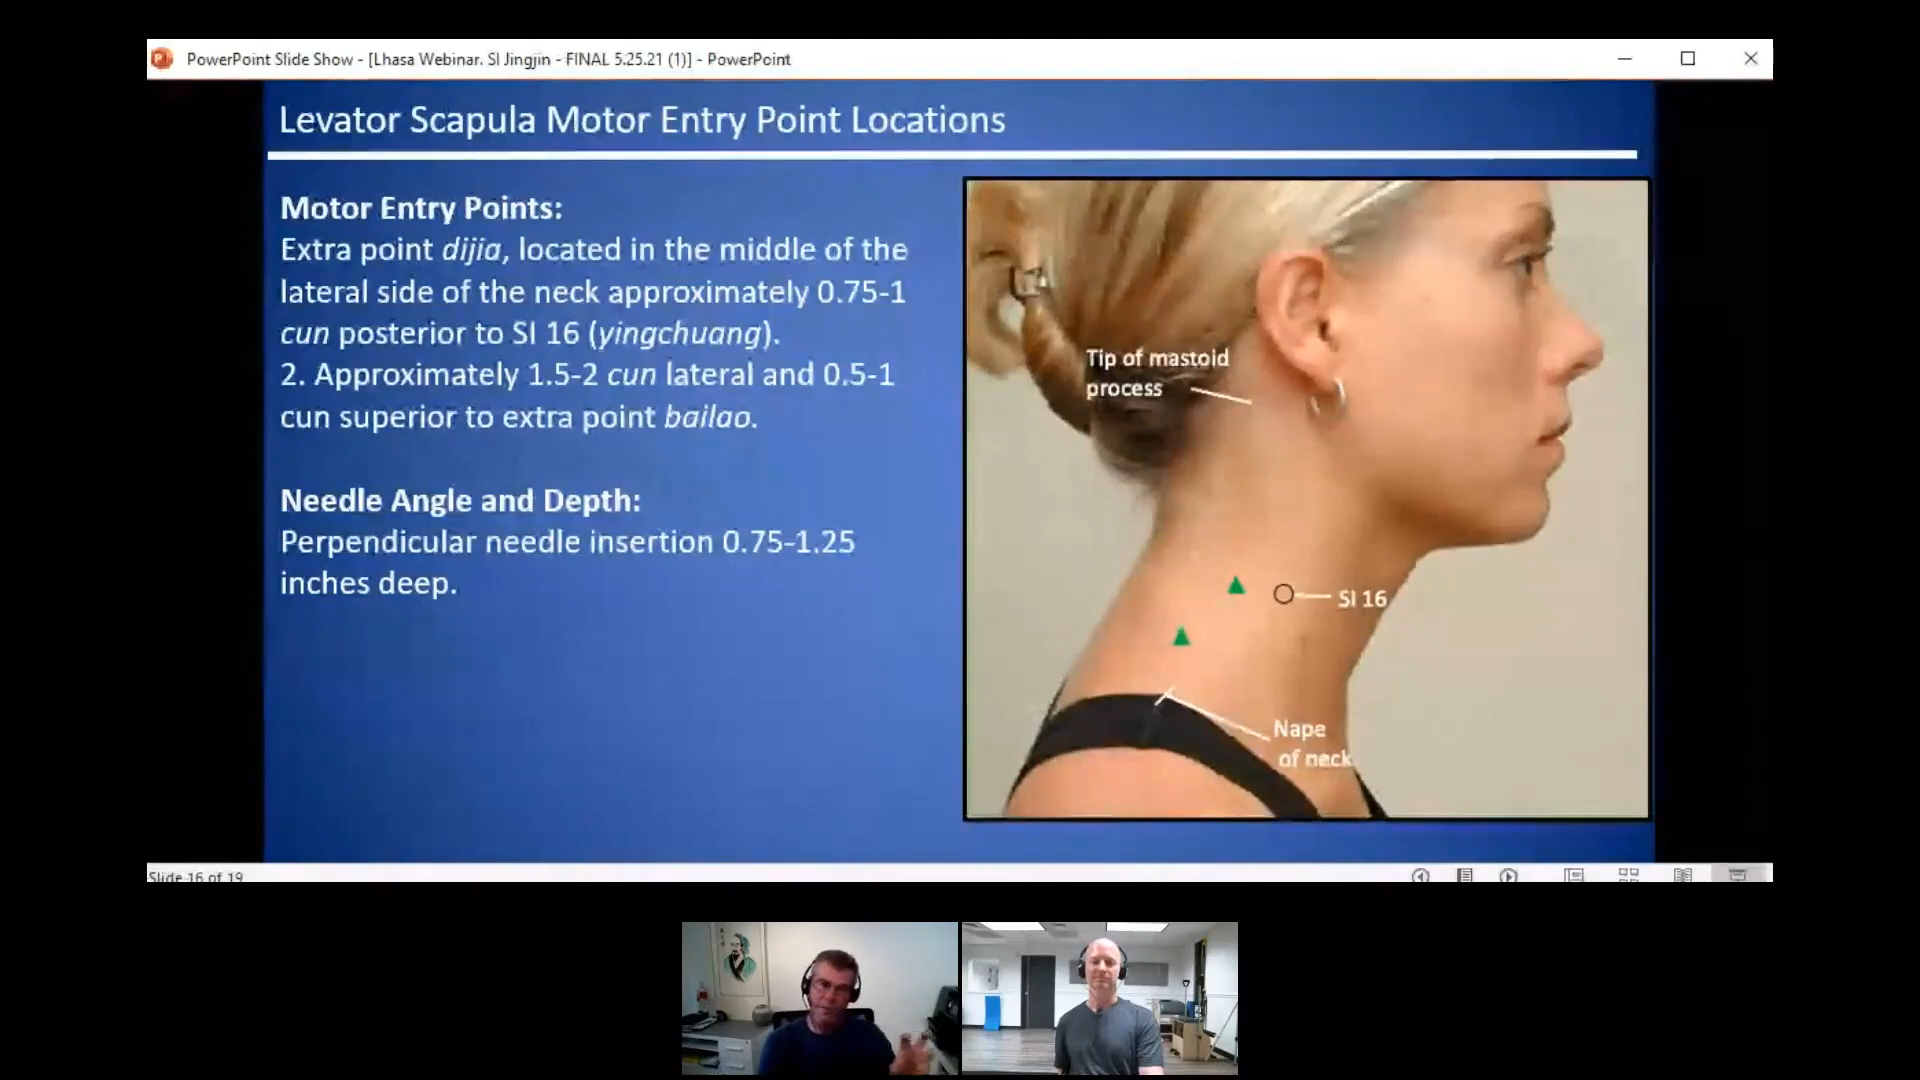 PowerPoint Slide Show - [Lhasa Webinar. SI Jingjin - FINAL 5.25.21 (1)] - PowerPoint
Levator Scapula Motor Entry Point Locations
Motor Entry Points:
Extra point dijia, located in the middle of the
lateral side of the neck approximately 0.75-1
cun posterior to SI 16 (yingchuang).
2. Approximately 1.5-2 cun lateral and 0.5-1
cun superior to extra point bailao.
Needle Angle and Depth:
Perpendicular needle insertion 0.75-1.25
inches deep.
Tip of mastoid
process
SI 16
Nape
of neck
Slide 16 of 19